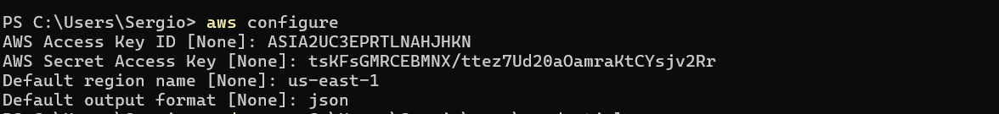 PS C:\Users\Sergio> aws configure
AWS Access Key ID [None]: ASIA2UC3EPRTLNAHJHKN
AWS Secret Access Key [None]: tsKFsGMRCEBMNX/ttez7Ud20aOamraKtCYsjv2Rr
Default region name [None]: us-east-1
Default output format [None]: json